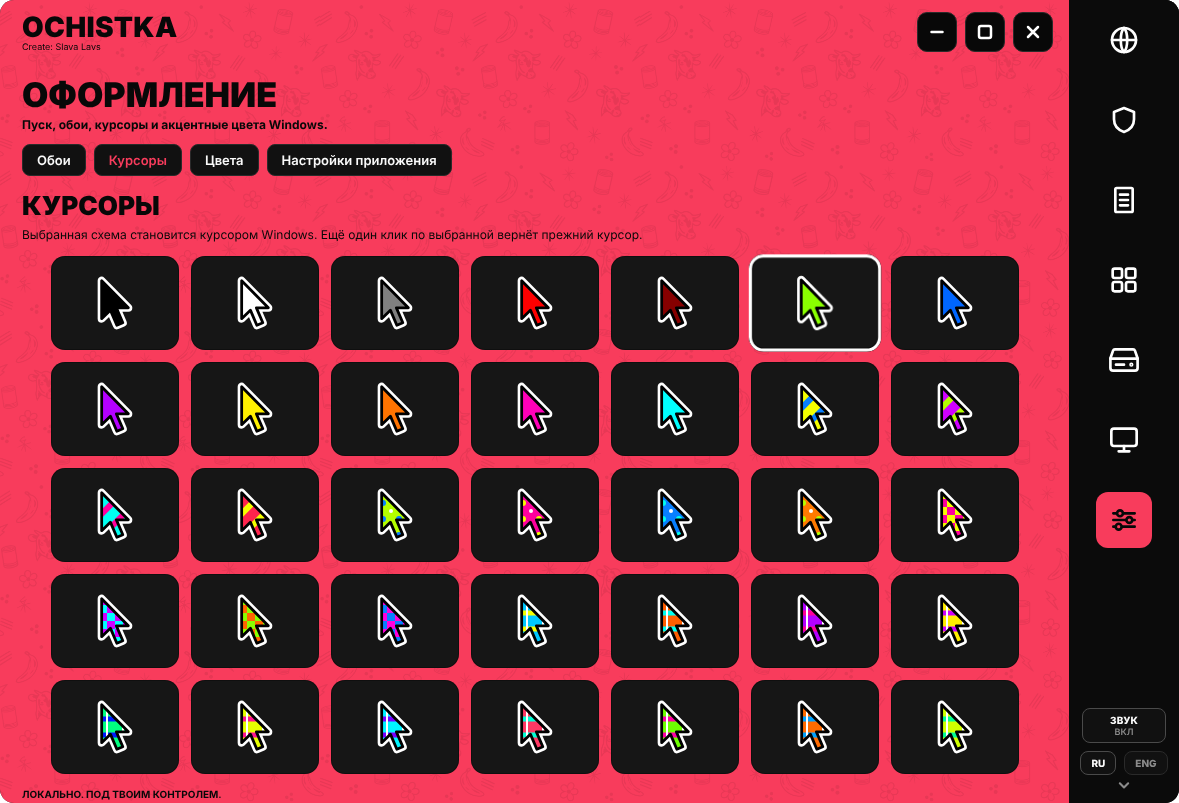 OCHISTKA
Create: Slava Lavs
ОФОРМЛЕНИЕ
Пуск, обои, курсоры и акцентные цвета Windows.
Обои
Курсоры
Цвета
Настройки приложения
КУРСОРЫ
Выбранная схема становится курсором Windows. Ещё один клик по выбранной вернёт прежний курсор.
ЛОКАЛЬНО. ПОД ТВОИМ КОНТРОЛЕМ.
ЗВУК
ВКЛ
RU
ENG